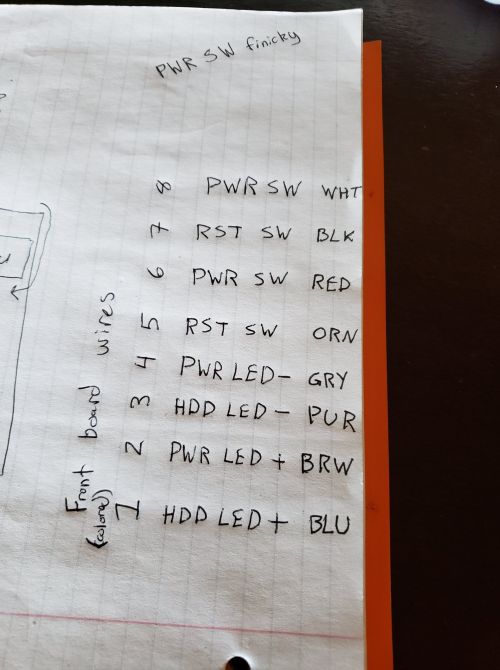 PWR SW finicky
8 PWR SW WHT
7 RST SW BLK
6 PWR SW RED
5 RST SW ORN
4 PWR LED- GRY
3 HDD LED- PUR
2 PWR LED+ BRW
1 HDD LED+ BLU
Front board wires
(colored)